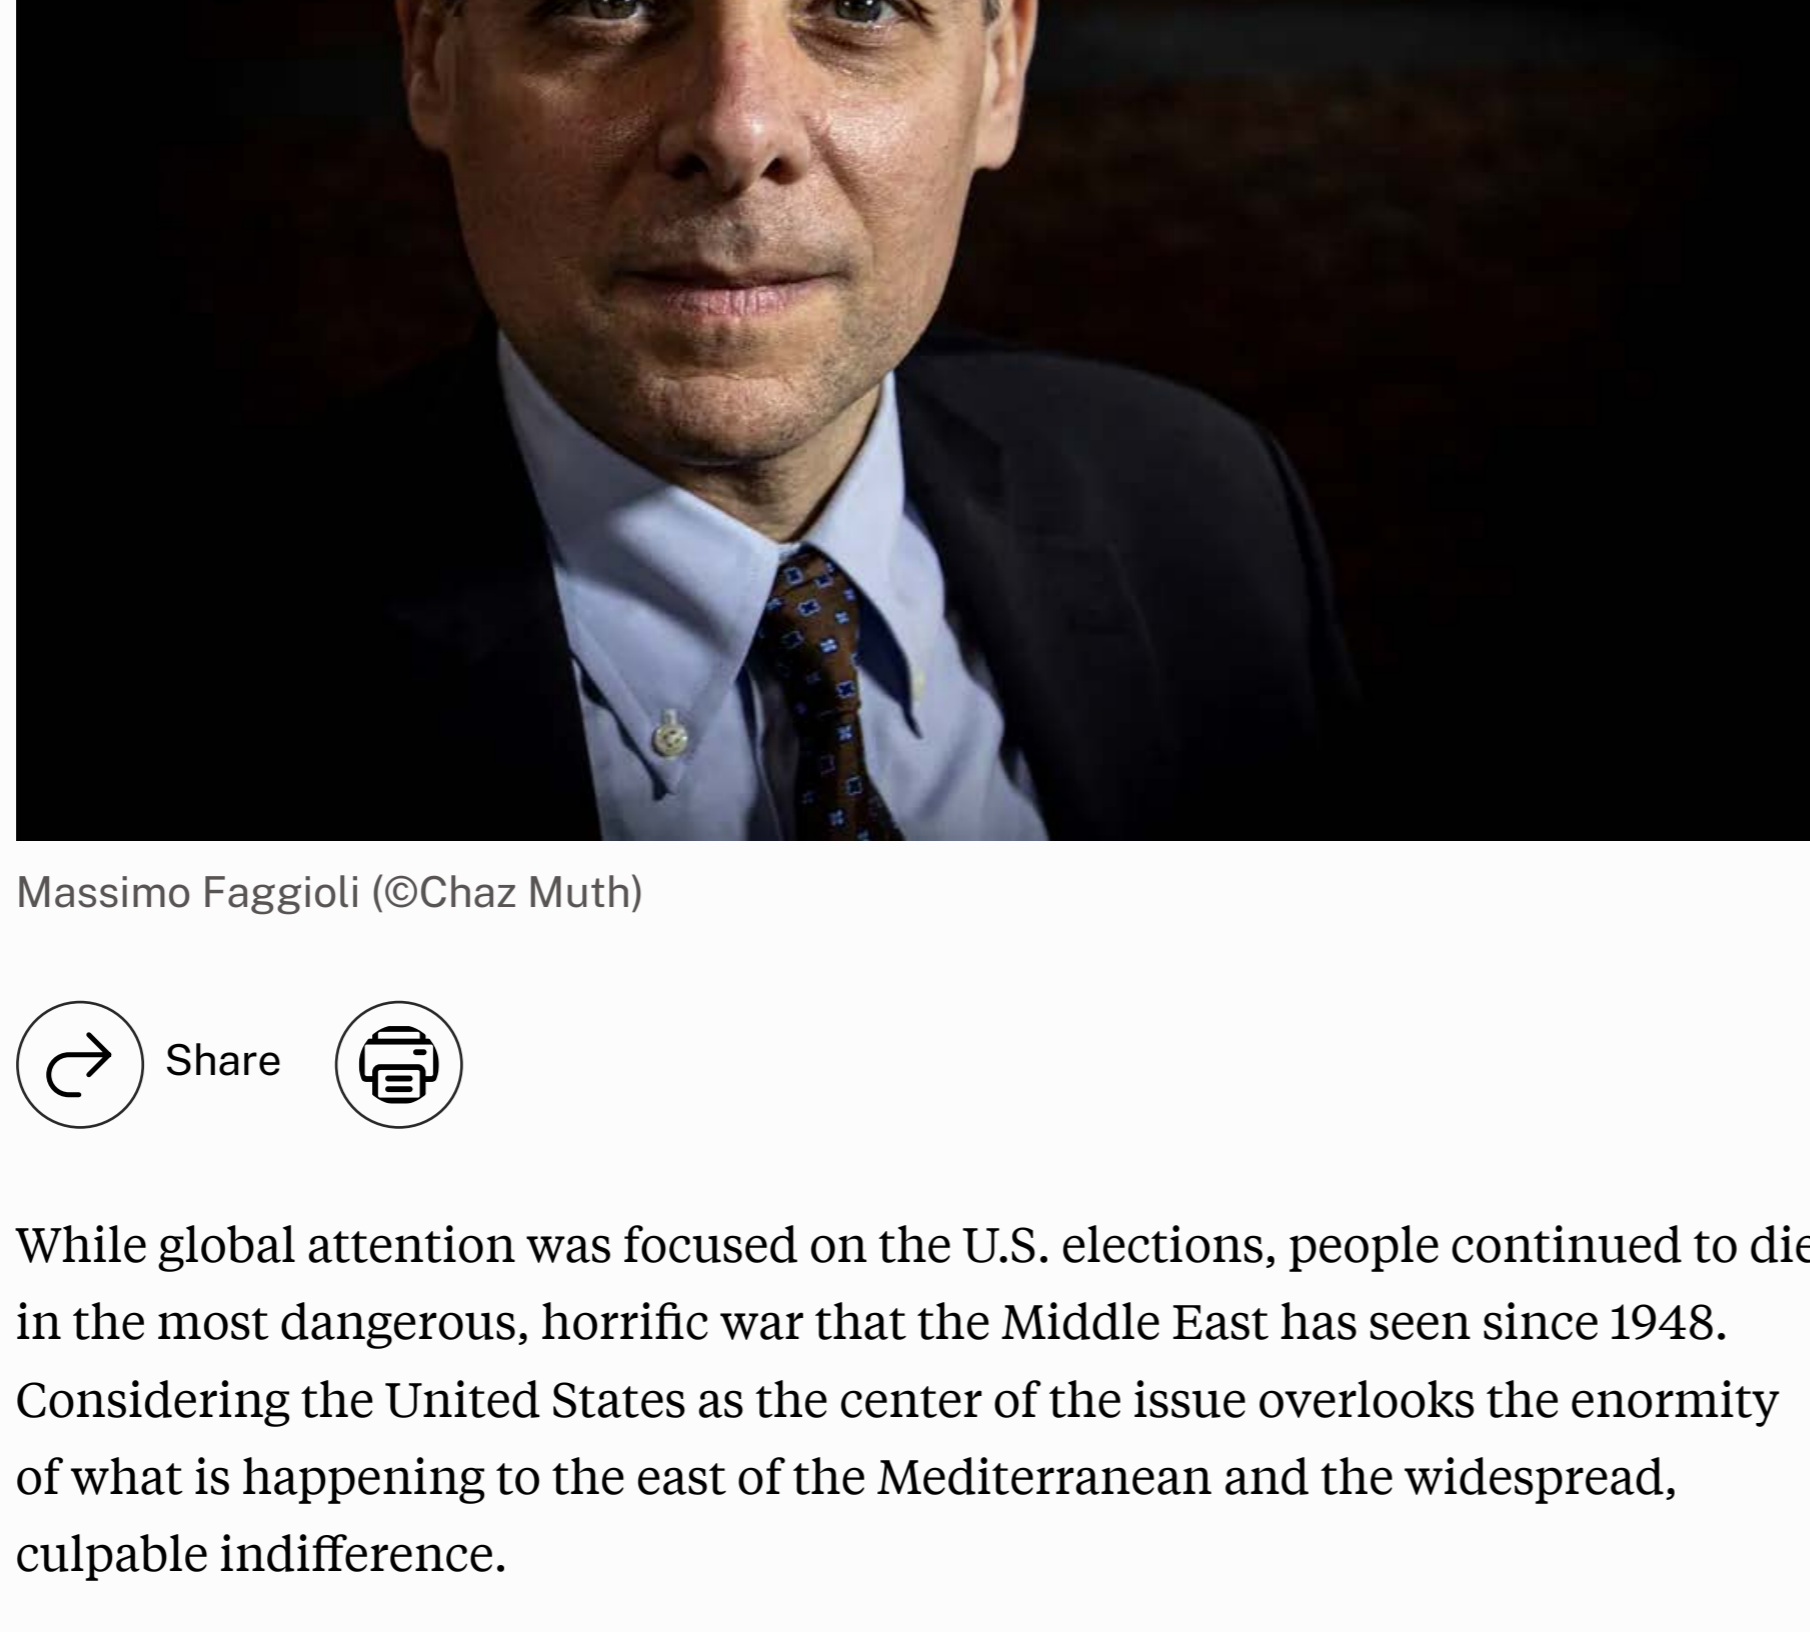 Massimo Faggioli (©Chaz Muth)
Share
While global attention was focused on the U.S. elections, people continued to die
in the most dangerous, horrific war that the Middle East has seen since 1948.
Considering the United States as the center of the issue overlooks the enormity
of what is happening to the east of the Mediterranean and the widespread,
culpable indifference.